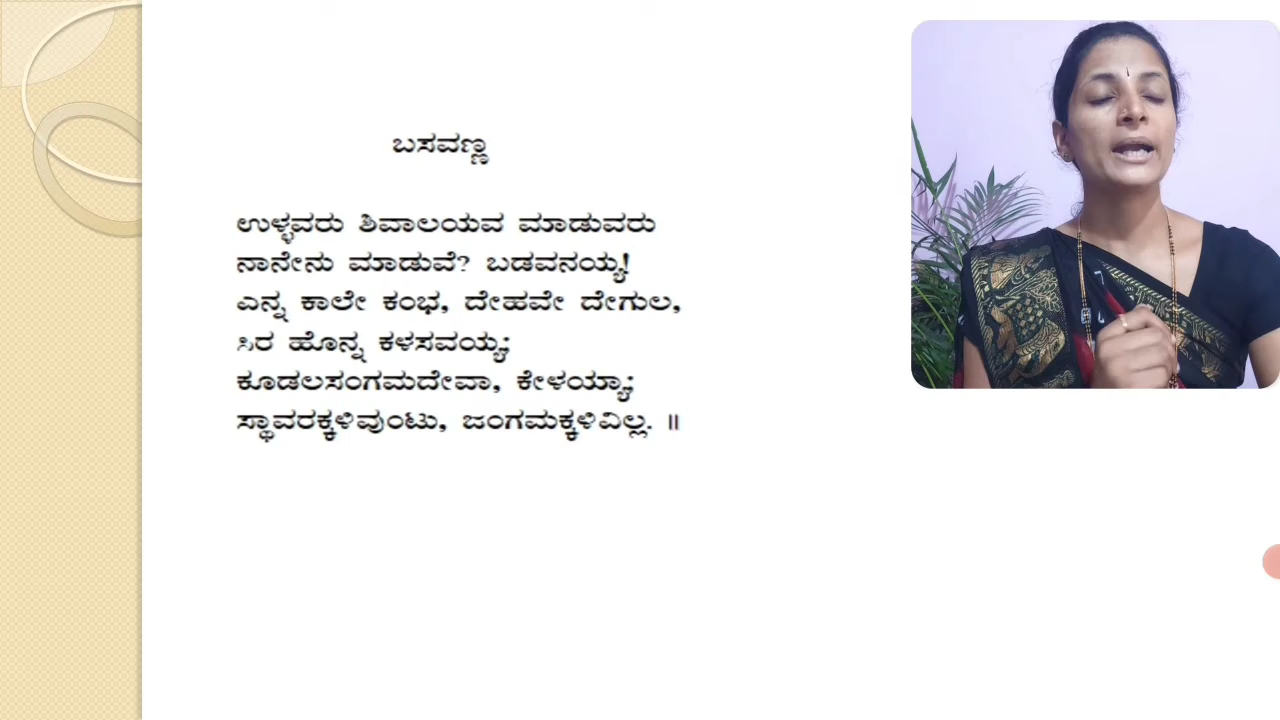 ಬಸವಣ್ಣ
ಉಳ್ಳವರು ಶಿವಾಲಯವ ಮಾಡುವರು
ನಾನೇನು ಮಾಡುವೆ? ಬಡವನಯ್ಯ!
ಎನ್ನ ಕಾಲೇ ಕಂಭ, ದೇಹವೇ ದೇಗುಲ,
ಸಿರ ಹೊನ್ನ ಕಳಸವಯ್ಯ;
ಕೂಡಲಸಂಗಮದೇವಾ, ಕೇಳಯ್ಯಾ;
ಸ್ಥಾವರಕ್ಕಳಿವುಂಟು, ಜಂಗಮಕ್ಕಳಿವಿಲ್ಲ. ॥